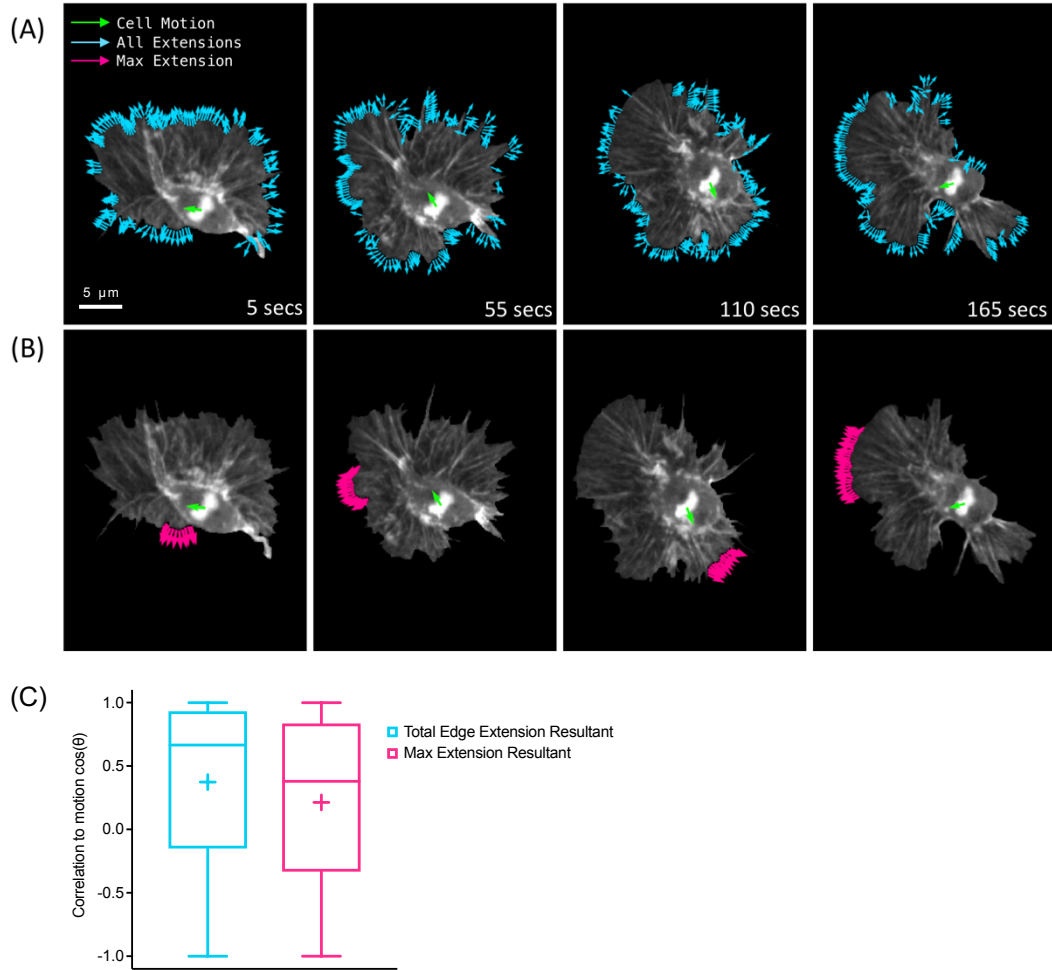 (A)
Cell Motion
All Extensions
Max Extension
5 μm
5 secs
55 secs
110 secs
165 secs
(B)
(C)
Correlation to motion cos(θ)
1.0
0.5
0.0
-0.5
-1.0
Total Edge Extension Resultant
Max Extension Resultant